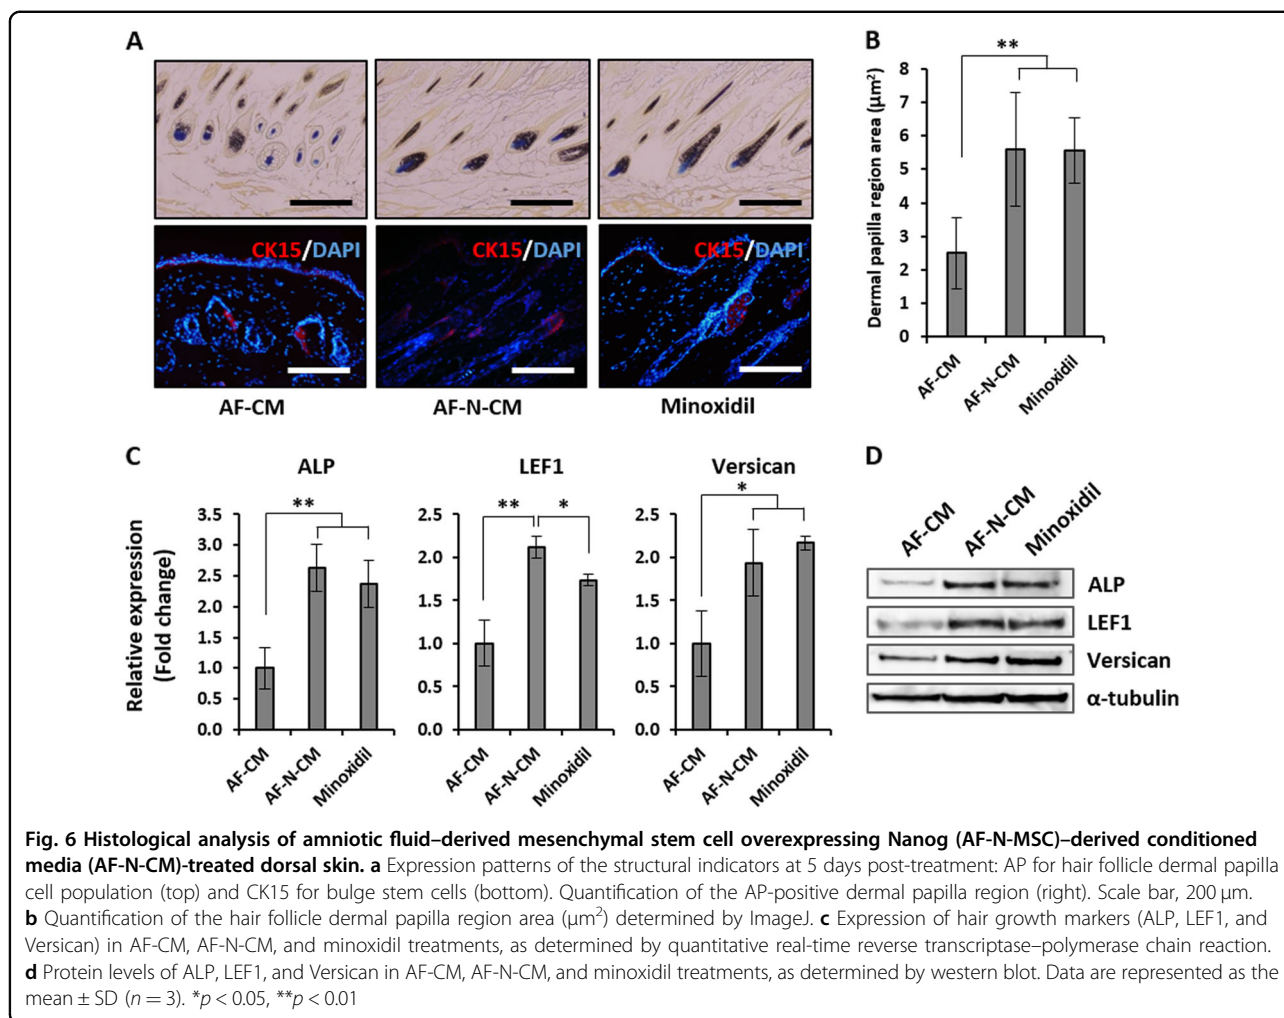 A
CK15/DAPI
CK15/DAPI
CK15/DAPI
AF-CM
AF-N-CM
Minoxidil
B
**
Dermal papilla region area (μm²)
8
7
6
5
4
3
2
1
0
AF-CM
AF-N-CM
Minoxidil
C
Relative expression
(Fold change)
ALP
**
3.5
3.0
2.5
2.0
1.5
1.0
0.5
0.0
AF-CM
AF-N-CM
Minoxidil
LEF1
**
*
2.5
2.0
1.5
1.0
0.5
0.0
AF-CM
AF-N-CM
Minoxidil
Versican
*
2.5
2.0
1.5
1.0
0.5
0.0
AF-CM
AF-N-CM
Minoxidil
D
AF-CM
AF-N-CM
Minoxidil
ALP
LEF1
Versican
α-tubulin
Fig. 6 Histological analysis of amniotic fluid–derived mesenchymal stem cell overexpressing Nanog (AF-N-MSC)–derived conditioned
media (AF-N-CM)-treated dorsal skin. a Expression patterns of the structural indicators at 5 days post-treatment: AP for hair follicle dermal papilla
cell population (top) and CK15 for bulge stem cells (bottom). Quantification of the AP-positive dermal papilla region (right). Scale bar, 200 μm.
b Quantification of the hair follicle dermal papilla region area (μm²) determined by ImageJ. c Expression of hair growth markers (ALP, LEF1, and
Versican) in AF-CM, AF-N-CM, and minoxidil treatments, as determined by quantitative real-time reverse transcriptase–polymerase chain reaction.
d Protein levels of ALP, LEF1, and Versican in AF-CM, AF-N-CM, and minoxidil treatments, as determined by western blot. Data are represented as the
mean ± SD (n = 3). *p < 0.05, **p < 0.01